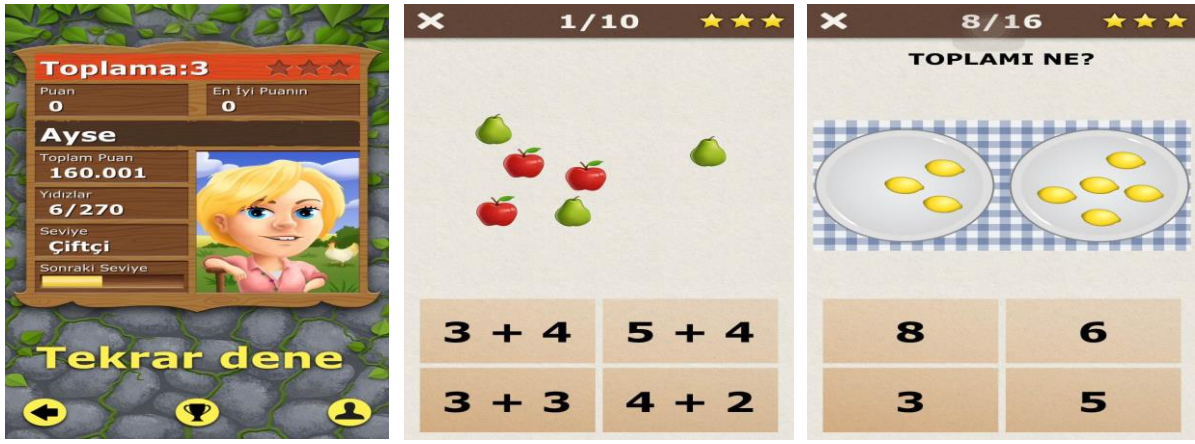 Toplama:3
Puan
0
En İyi Puanın
0
Ayse
Toplam Puan
160.001
Yıdızlar
6/270
Seviye
Çiftçi
Sonraki Seviye
Tekrar dene
1/10
3 + 4
5 + 4
3 + 3
4 + 2
8/16
TOPLAMI NE?
8
6
3
5